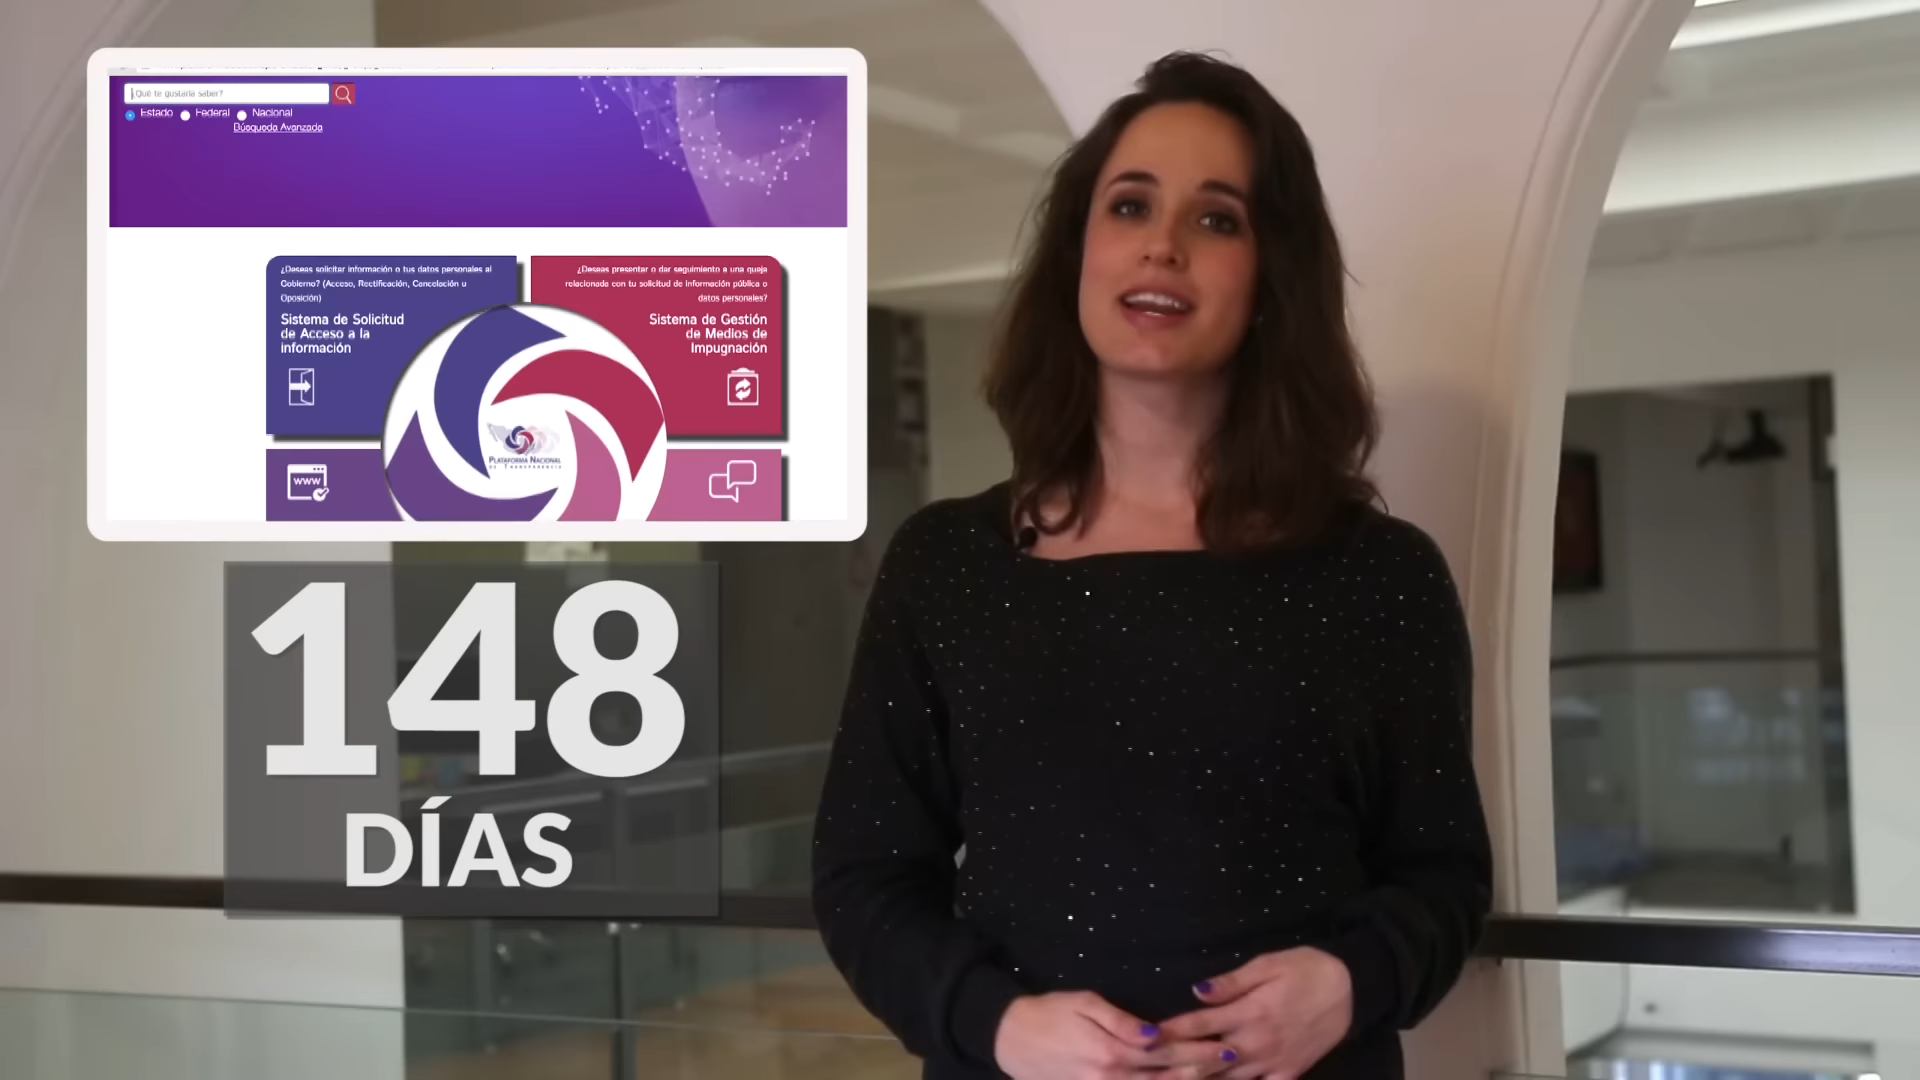 ¿Qué te gustaría saber?
Estado Federal Nacional
Búsqueda Avanzada
¿Deseas solicitar información o tus datos personales al
Gobierno? (Acceso, Rectificación, Cancelación u
Oposición)
Sistema de Solicitud
de Acceso a la
información
¿Deseas presentar o dar seguimiento a una queja
relacionada con tu solicitud de información pública o
datos personales?
Sistema de Gestión
de Medios de
Impugnación
www
PLATAFORMA NACIONAL
DE TRANSPARENCIA
148
DÍAS